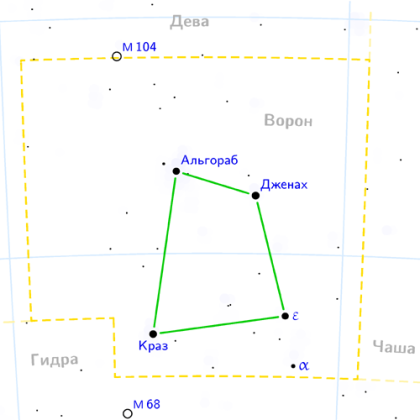 Дева
M 104
Ворон
Альгораб
Дженах
ε
Краз
Гидра
Чаша
α
M 68